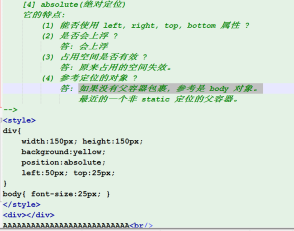 [4] absolute(绝对定位)
它的特点:
(1) 能否使用 left, right, top, bottom 属性 ?
(2) 是否会上浮 ?
答: 会上浮
(3) 占用空间是否有效 ?
答: 原来占用的空间失效。
(4) 参考定位的对象 ?
答: 如果没有父容器包裹, 参考是 body 对象。
最近的一个非 static 定位的父容器。
-->
<style>
div{
width:150px; height:150px;
background:yellow;
position:absolute;
left:50px; top:25px;
}
body{ font-size:25px; }
</style>
<div></div>